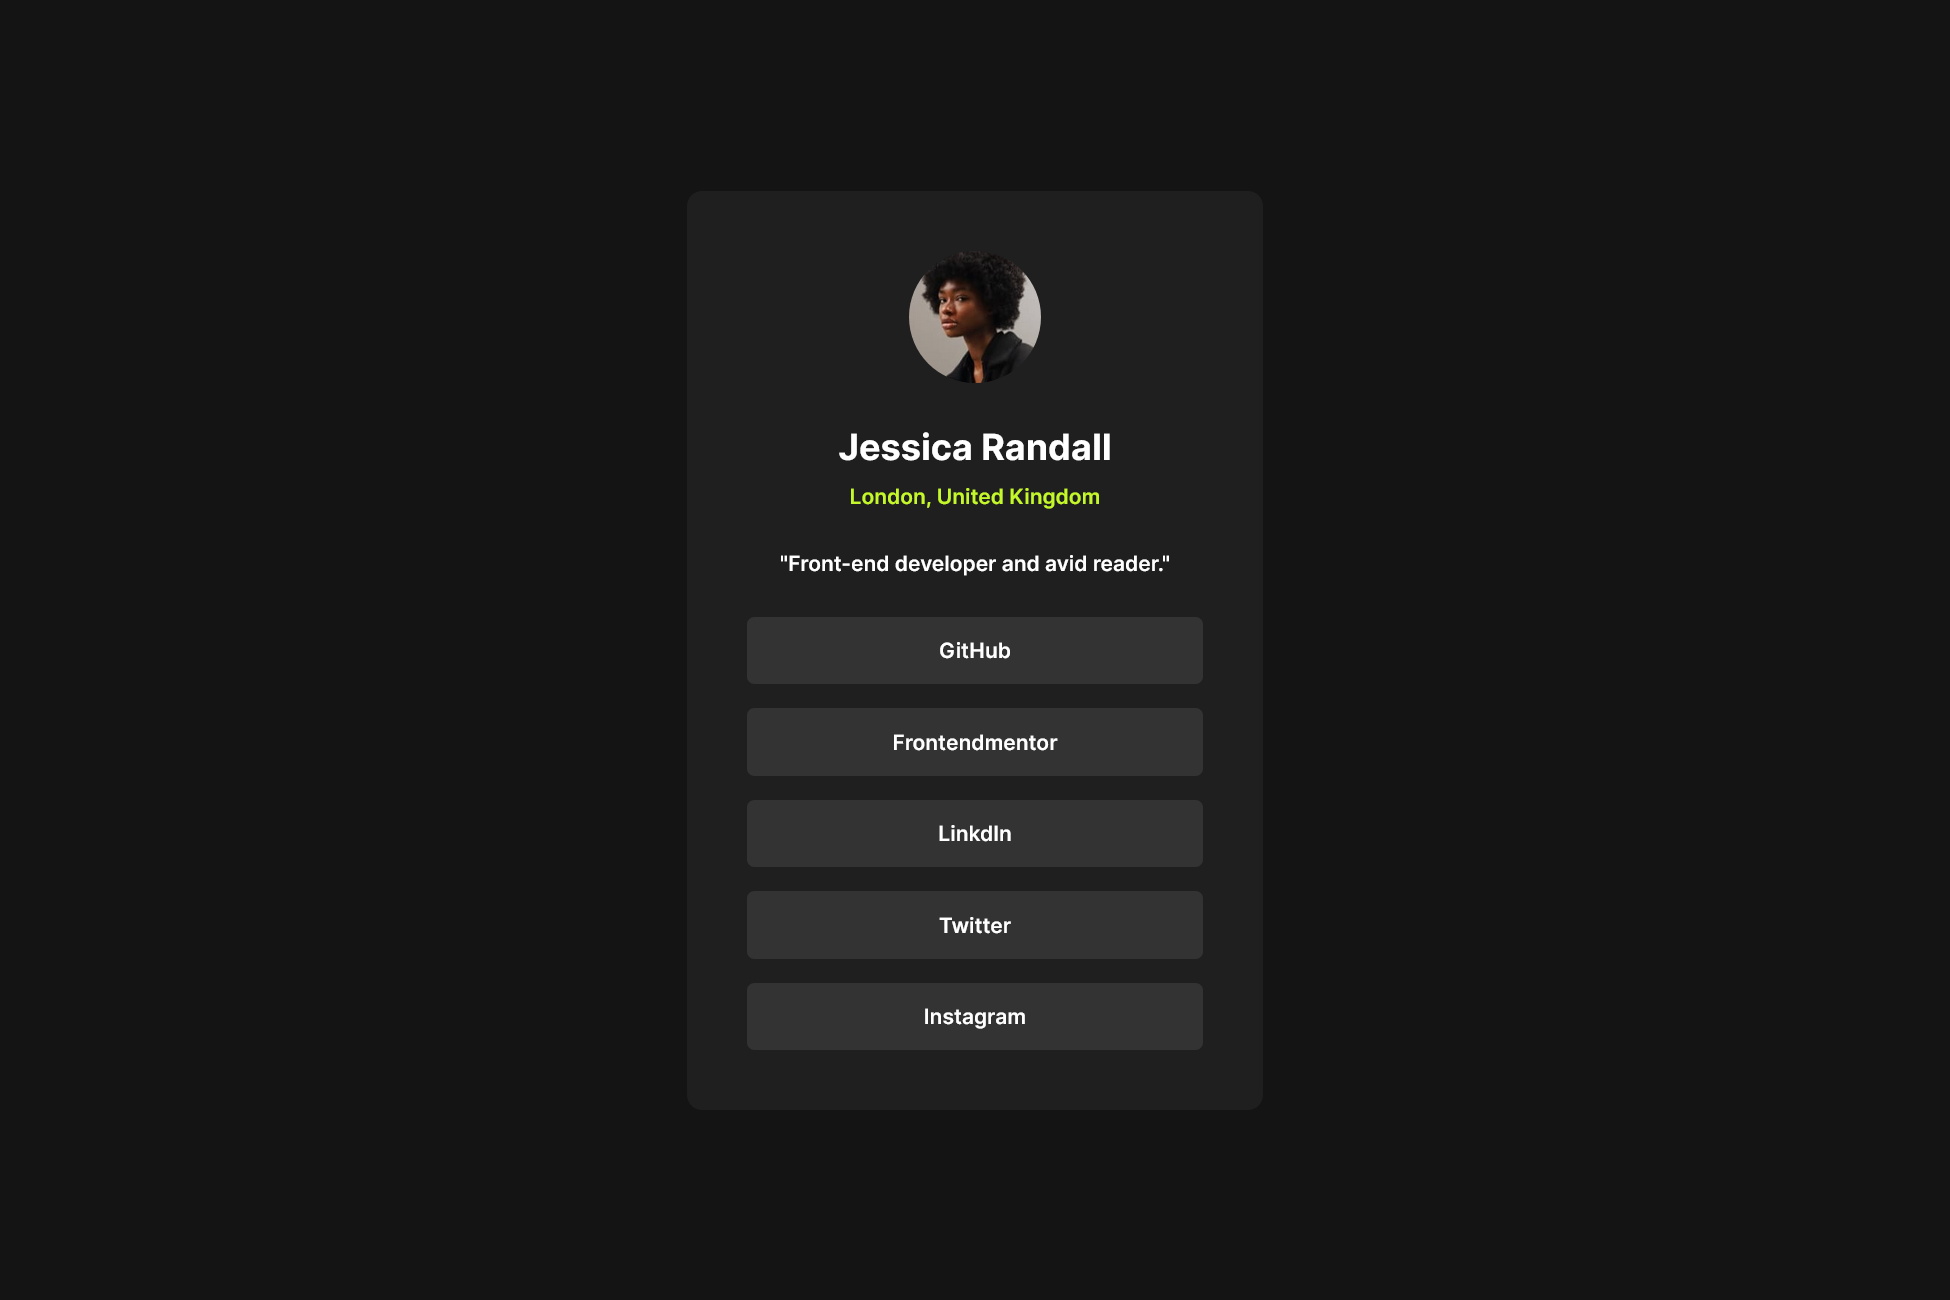 Jessica Randall
London, United Kingdom
"Front-end developer and avid reader."
GitHub
Frontendmentor
LinkdIn
Twitter
Instagram